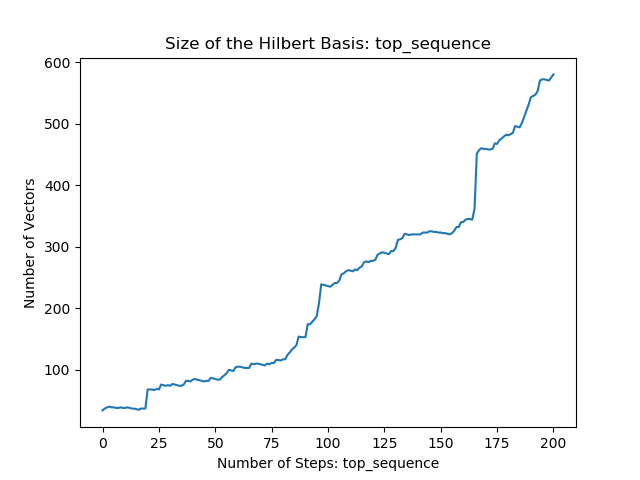 Size of the Hilbert Basis: top_sequence
600
500
400
300
200
100
Number of Vectors
0 25 50 75 100 125 150 175 200
Number of Steps: top_sequence